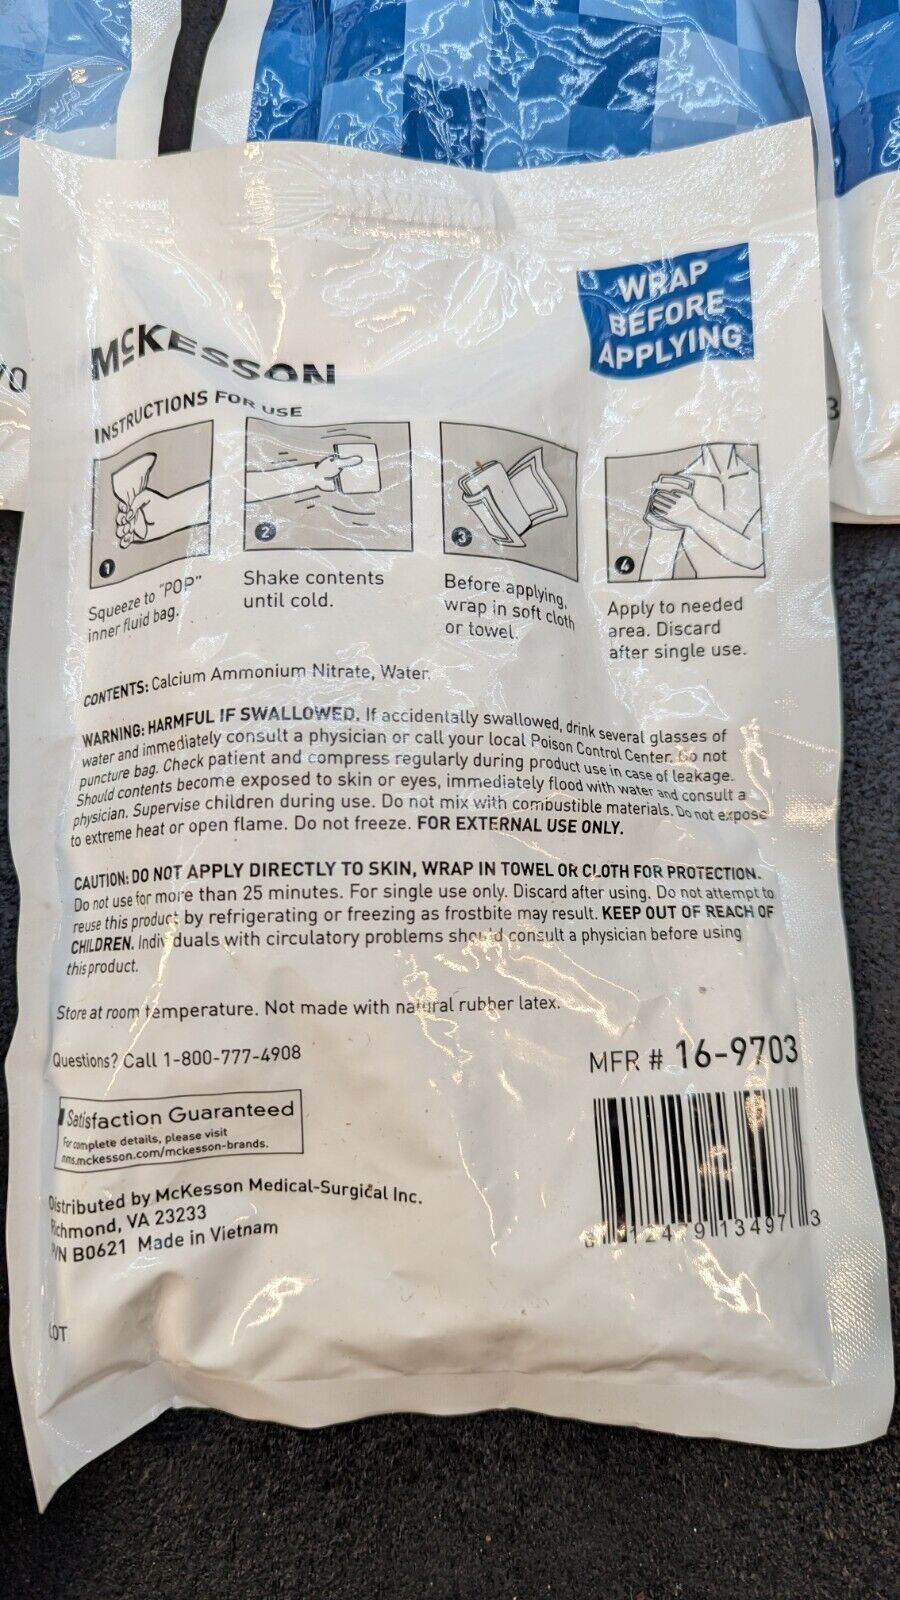 WRAP
BEFORE
APPLYING
McKESSON
INSTRUCTIONS FOR USE
1
Squeeze to "POP"
inner fluid bag.
2
Shake contents
until cold.
3
Before applying,
wrap in soft cloth
or towel.
4
Apply to needed
area. Discard
after single use.
CONTENTS: Calcium Ammonium Nitrate, Water.
WARNING: HARMFUL IF SWALLOWED. If accidentally swallowed, drink several glasses of
water and immediately consult a physician or call your local Poison Control Center. Do not
puncture bag. Check patient and compress regularly during product use in case of leakage.
Should contents become exposed to skin or eyes, immediately flood with water and consult a
physician. Supervise children during use. Do not mix with combustible materials. Do not expose
to extreme heat or open flame. Do not freeze. FOR EXTERNAL USE ONLY.
CAUTION: DO NOT APPLY DIRECTLY TO SKIN, WRAP IN TOWEL OR CLOTH FOR PROTECTION.
Do not use for more than 25 minutes. For single use only. Discard after using. Do not attempt to
reuse this product by refrigerating or freezing as frostbite may result. KEEP OUT OF REACH OF
CHILDREN. Individuals with circulatory problems should consult a physician before using
this product.
Store at room temperature. Not made with natural rubber latex.
Questions? Call 1-800-777-4908
MFR # 16-9703
Satisfaction Guaranteed
For complete details, please visit
mms.mckesson.com/mckesson-brands.
Distributed by McKesson Medical-Surgical Inc.
Richmond, VA 23233
P/N B0621 Made in Vietnam
12479 13497 3
LOT